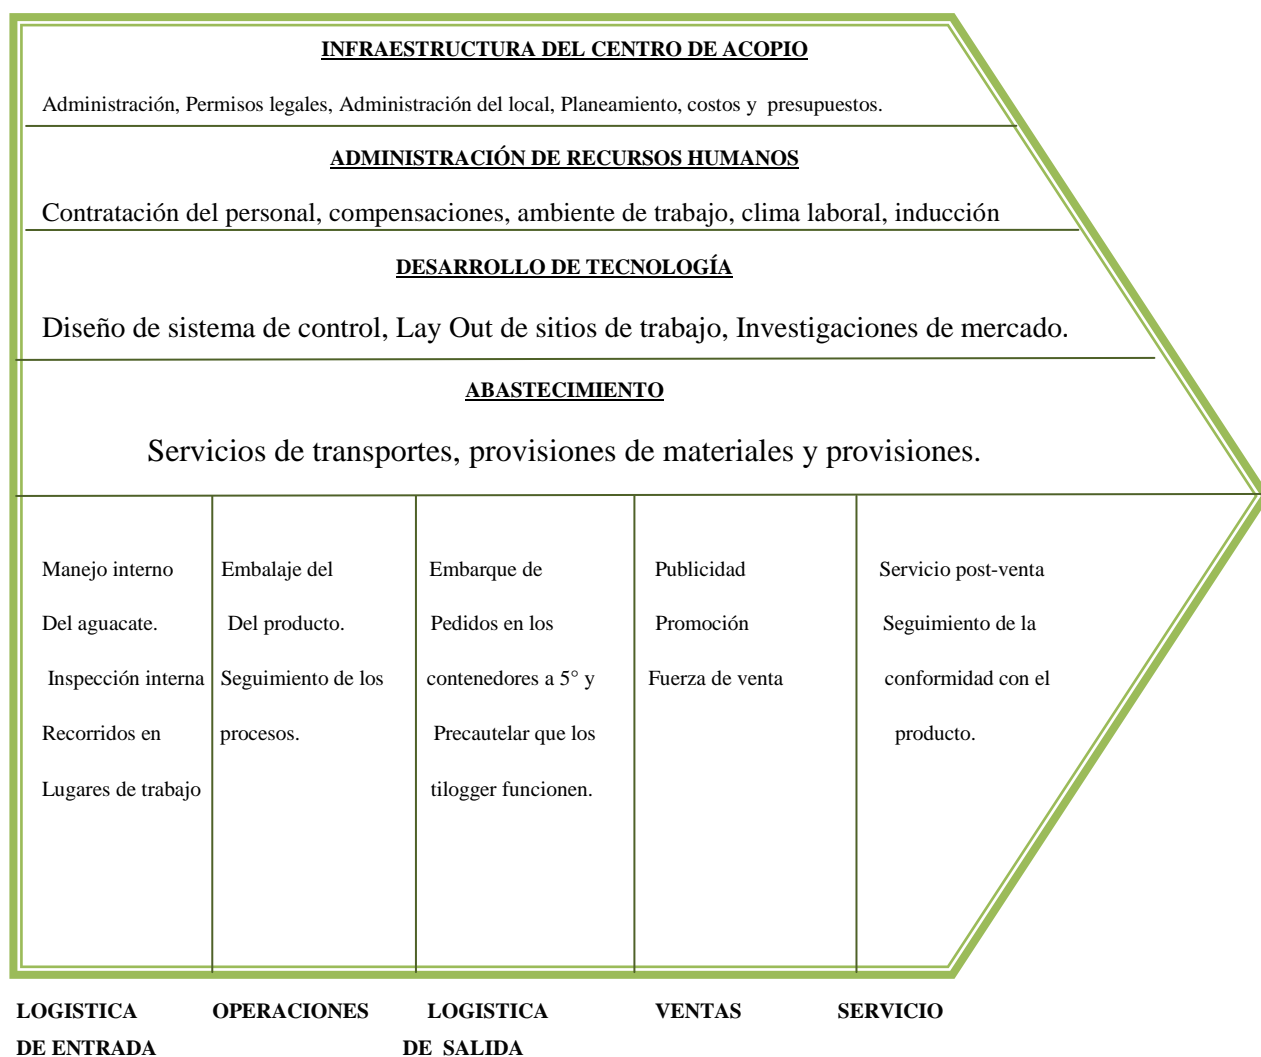 INFRAESTRUCTURA DEL CENTRO DE ACOPIO
Administración, Permisos legales, Administración del local, Planeamiento, costos y presupuestos.
ADMINISTRACIÓN DE RECURSOS HUMANOS
Contratación del personal, compensaciones, ambiente de trabajo, clima laboral, inducción
DESARROLLO DE TECNOLOGÍA
Diseño de sistema de control, Lay Out de sitios de trabajo, Investigaciones de mercado.
ABASTECIMIENTO
Servicios de transportes, provisiones de materiales y provisiones.
Manejo interno
Del aguacate.
Inspección interna
Recorridos en
Lugares de trabajo
Embalaje del
Del producto.
Seguimiento de los
procesos.
Embarque de
Pedidos en los
contenedores a 5° y
Precautelar que los
tilogger funcionen.
Publicidad
Promoción
Fuerza de venta
Servicio post-venta
Seguimiento de la
conformidad con el
producto.
LOGISTICA
DE ENTRADA
OPERACIONES
LOGISTICA
DE SALIDA
VENTAS
SERVICIO